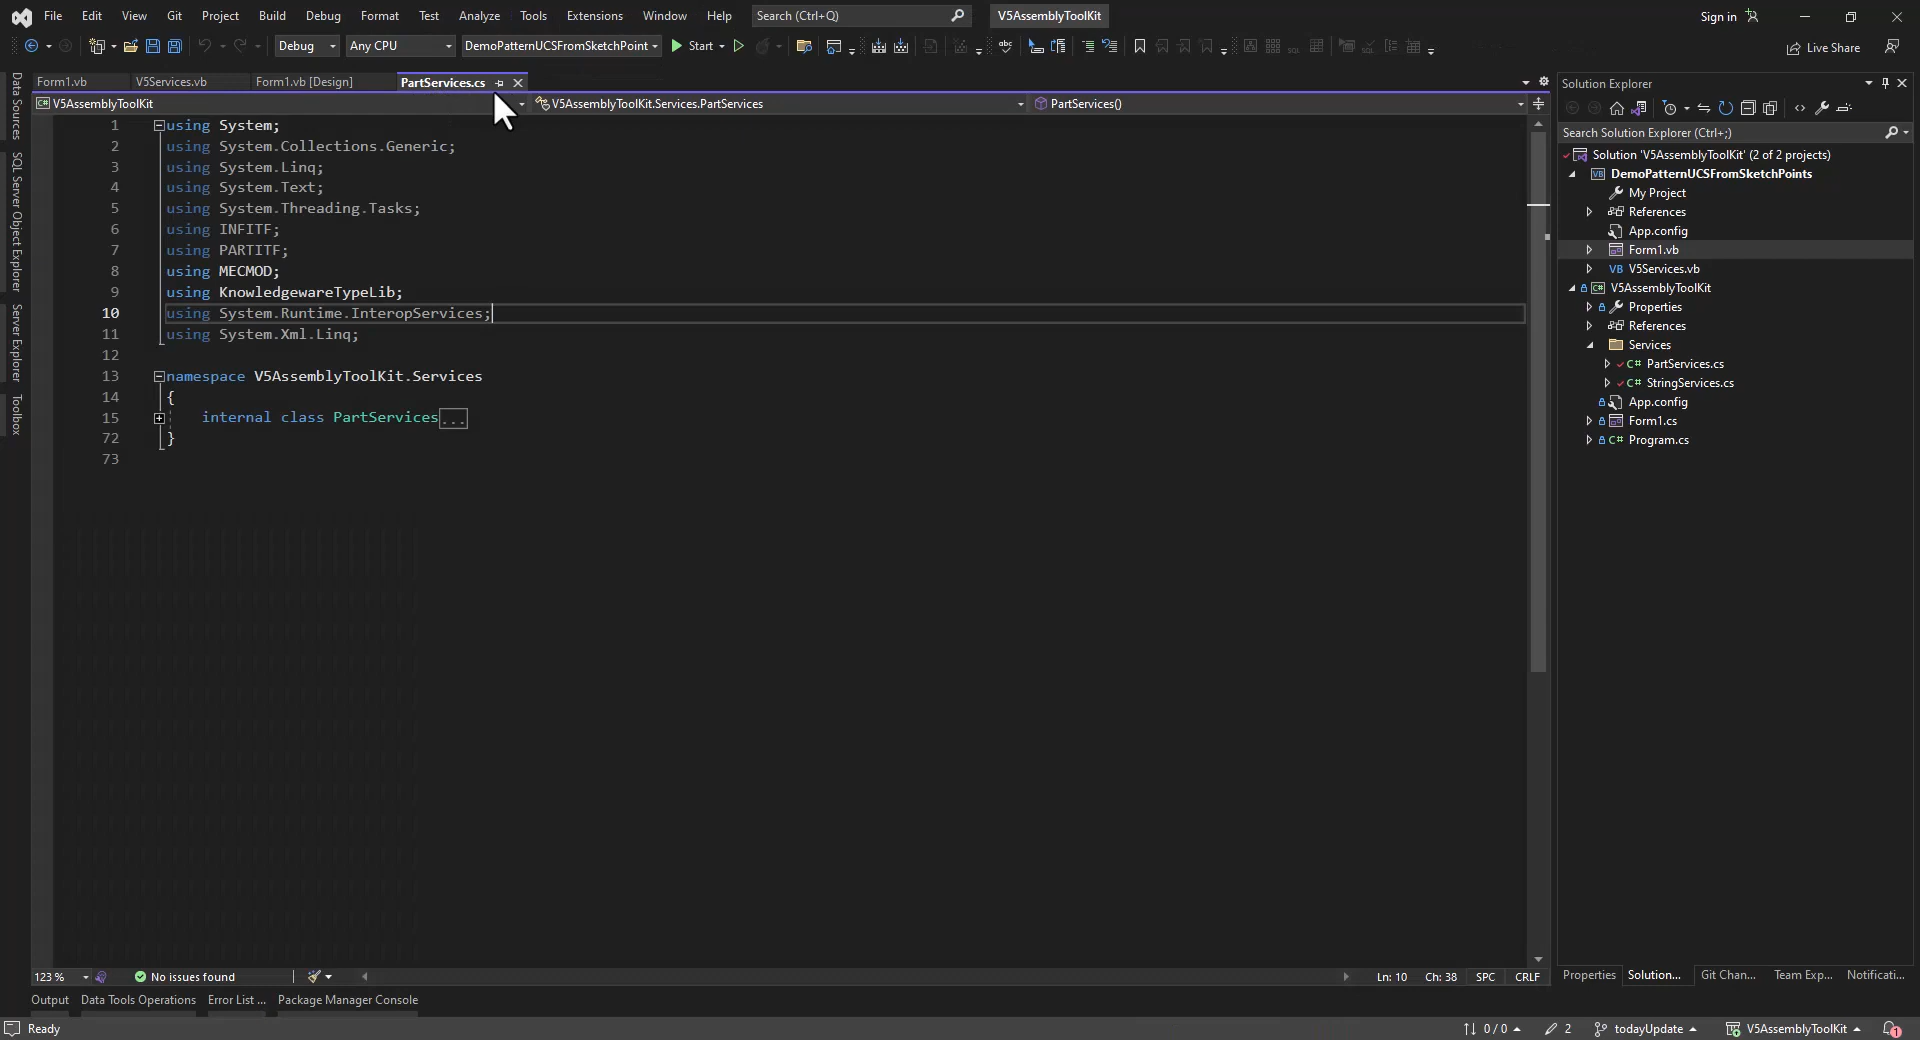 File Edit View Git Project Build Debug Format Test Analyze Tools Extensions Window Help Search (Ctrl+Q) V5AssemblyToolKit Sign in
Debug Any CPU DemoPatternUCSFromSketchPoint Start Live Share
Form1.vb V5Services.vb Form1.vb [Design] PartServices.cs
V5AssemblyToolKit V5AssemblyToolKit.Services.PartServices PartServices()
Data Sources
SQL Server Object Explorer
Server Explorer
Toolbox
1 using System;
2 using System.Collections.Generic;
3 using System.Linq;
4 using System.Text;
5 using System.Threading.Tasks;
6 using INFITF;
7 using PARTITF;
8 using MECMOD;
9 using KnowledgewareTypeLib;
10 using System.Runtime.InteropServices;
11 using System.Xml.Linq;
12
13 namespace V5AssemblyToolKit.Services
14 {
15 internal class PartServices...
72 }
73
Solution Explorer
Search Solution Explorer (Ctrl+;)
Solution 'V5AssemblyToolKit' (2 of 2 projects)
VB DemoPatternUCSFromSketchPoints
My Project
References
App.config
Form1.vb
VB V5Services.vb
C# V5AssemblyToolKit
Properties
References
Services
C# PartServices.cs
C# StringServices.cs
App.config
Form1.cs
C# Program.cs
123 % No issues found Ln: 10 Ch: 38 SPC CRLF
Properties Solution... Git Chan... Team Exp... Notificati...
Output Data Tools Operations Error List ... Package Manager Console
Ready 0 / 0 2 todayUpdate V5AssemblyToolKit 1